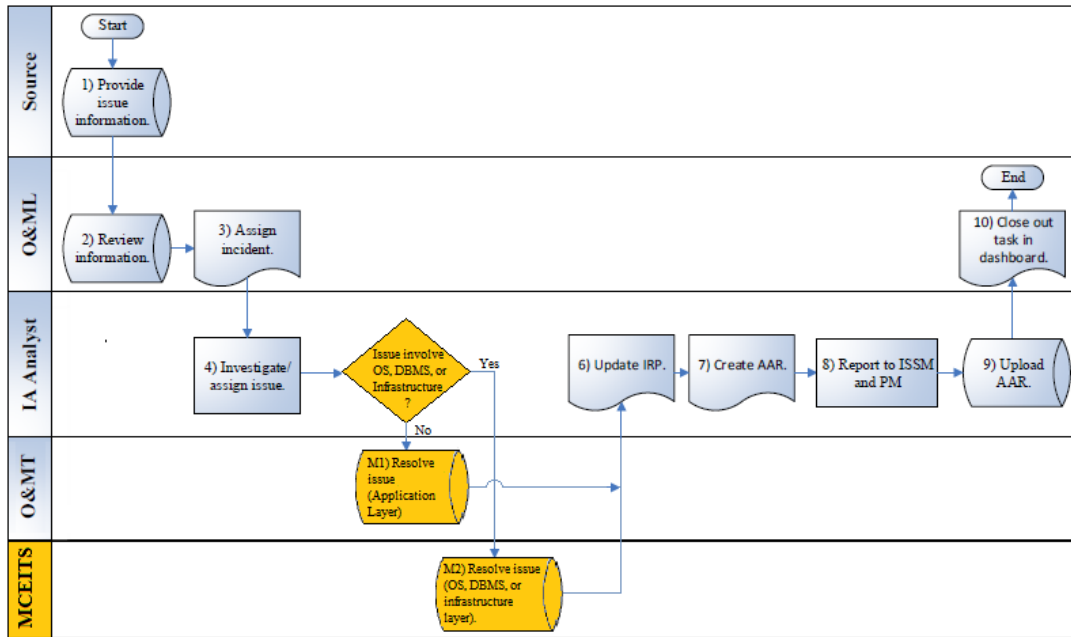 Source
Start
1) Provide
issue
information.
O&ML
2) Review
information.
3) Assign
incident.
End
10) Close out
task in
dashboard.
IA Analyst
4) Investigate/
assign issue.
Issue involve
OS, DBMS, or
Infrastructure
?
Yes
No
6) Update IRP.
7) Create AAR.
8) Report to ISSM
and PM
9) Upload
AAR.
O&MT
M1) Resolve
issue
(Application
Layer)
MCEITS
M2) Resolve issue
(OS, DBMS, or
infrastructure
layer).